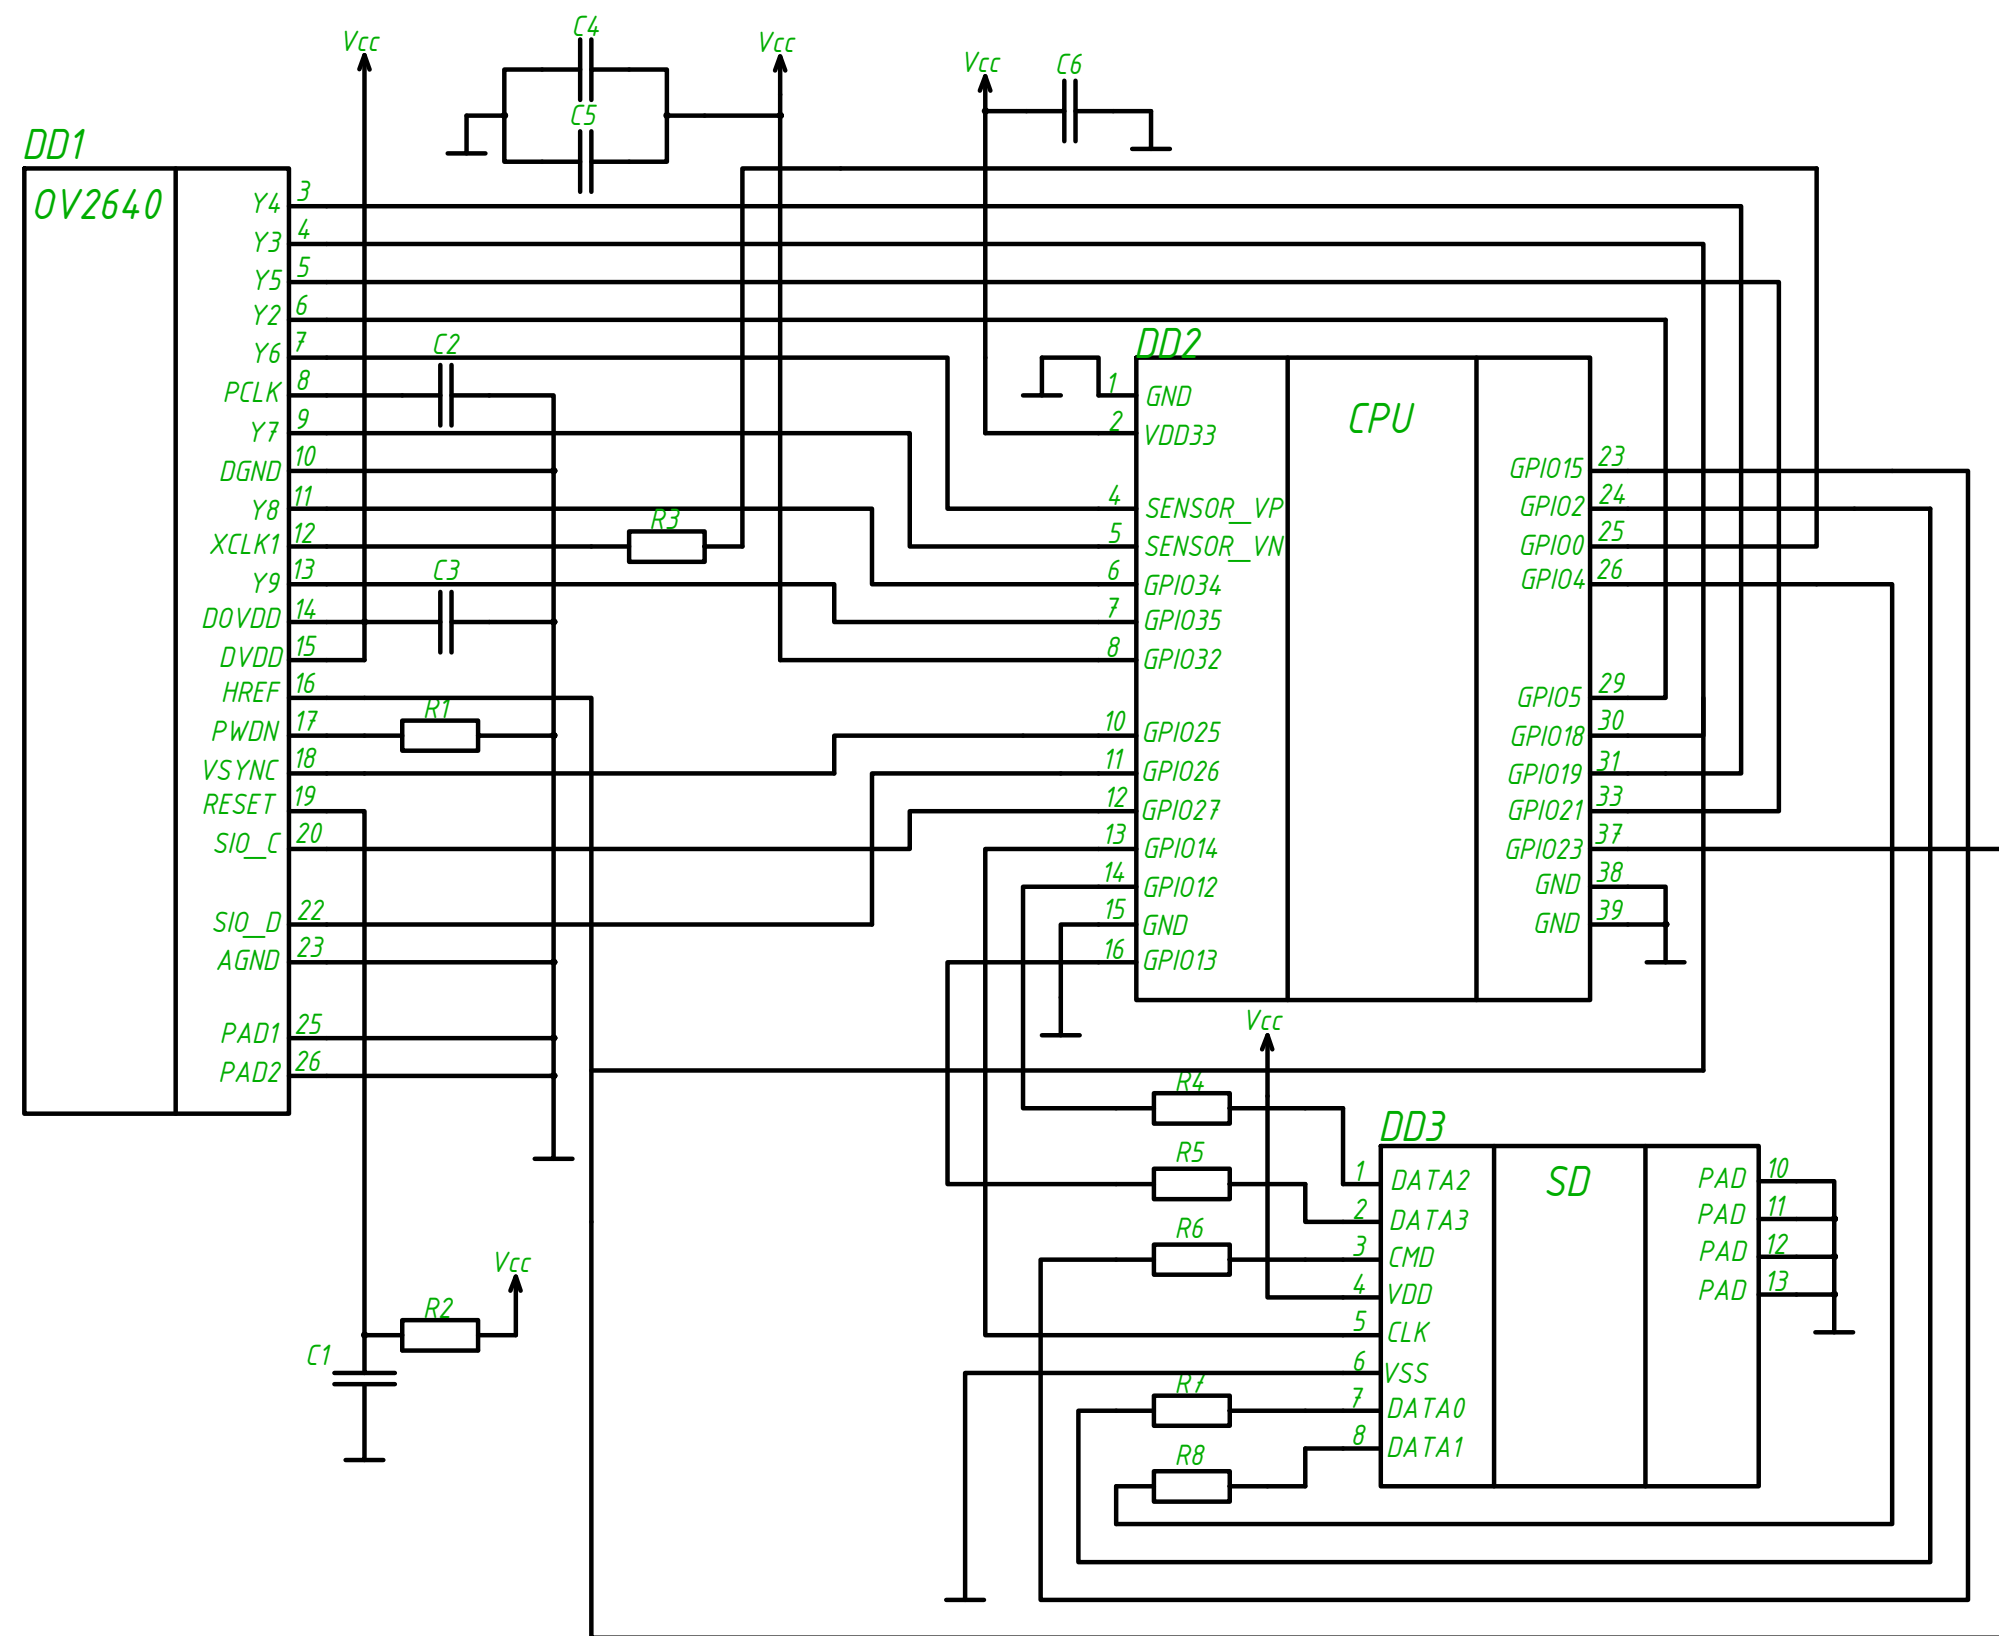 C4
Vcc
Vcc
Vcc
C6
C5
DD1
OV2640
Y4 3
Y3 4
Y5 5
Y2 6
Y6 7
PCLK 8
Y7 9
DGND 10
Y8 11
XCLK1 12
Y9 13
DOVDD 14
DVDD 15
HREF 16
PWDN 17
VSYNC 18
RESET 19
SIO_C 20
SIO_D 22
AGND 23
PAD1 25
PAD2 26
C2
R3
C3
R1
Vcc
R2
C1
DD2
CPU
1 GND
2 VDD33
4 SENSOR_VP
5 SENSOR_VN
6 GPIO34
7 GPIO35
8 GPIO32
10 GPIO25
11 GPIO26
12 GPIO27
13 GPIO14
14 GPIO12
15 GND
16 GPIO13
GPIO15 23
GPIO2 24
GPIO0 25
GPIO4 26
GPIO5 29
GPIO18 30
GPIO19 31
GPIO21 33
GPIO23 37
GND 38
GND 39
Vcc
R4
R5
R6
R7
R8
DD3
SD
1 DATA2
2 DATA3
3 CMD
4 VDD
5 CLK
6 VSS
7 DATA0
8 DATA1
PAD 10
PAD 11
PAD 12
PAD 13